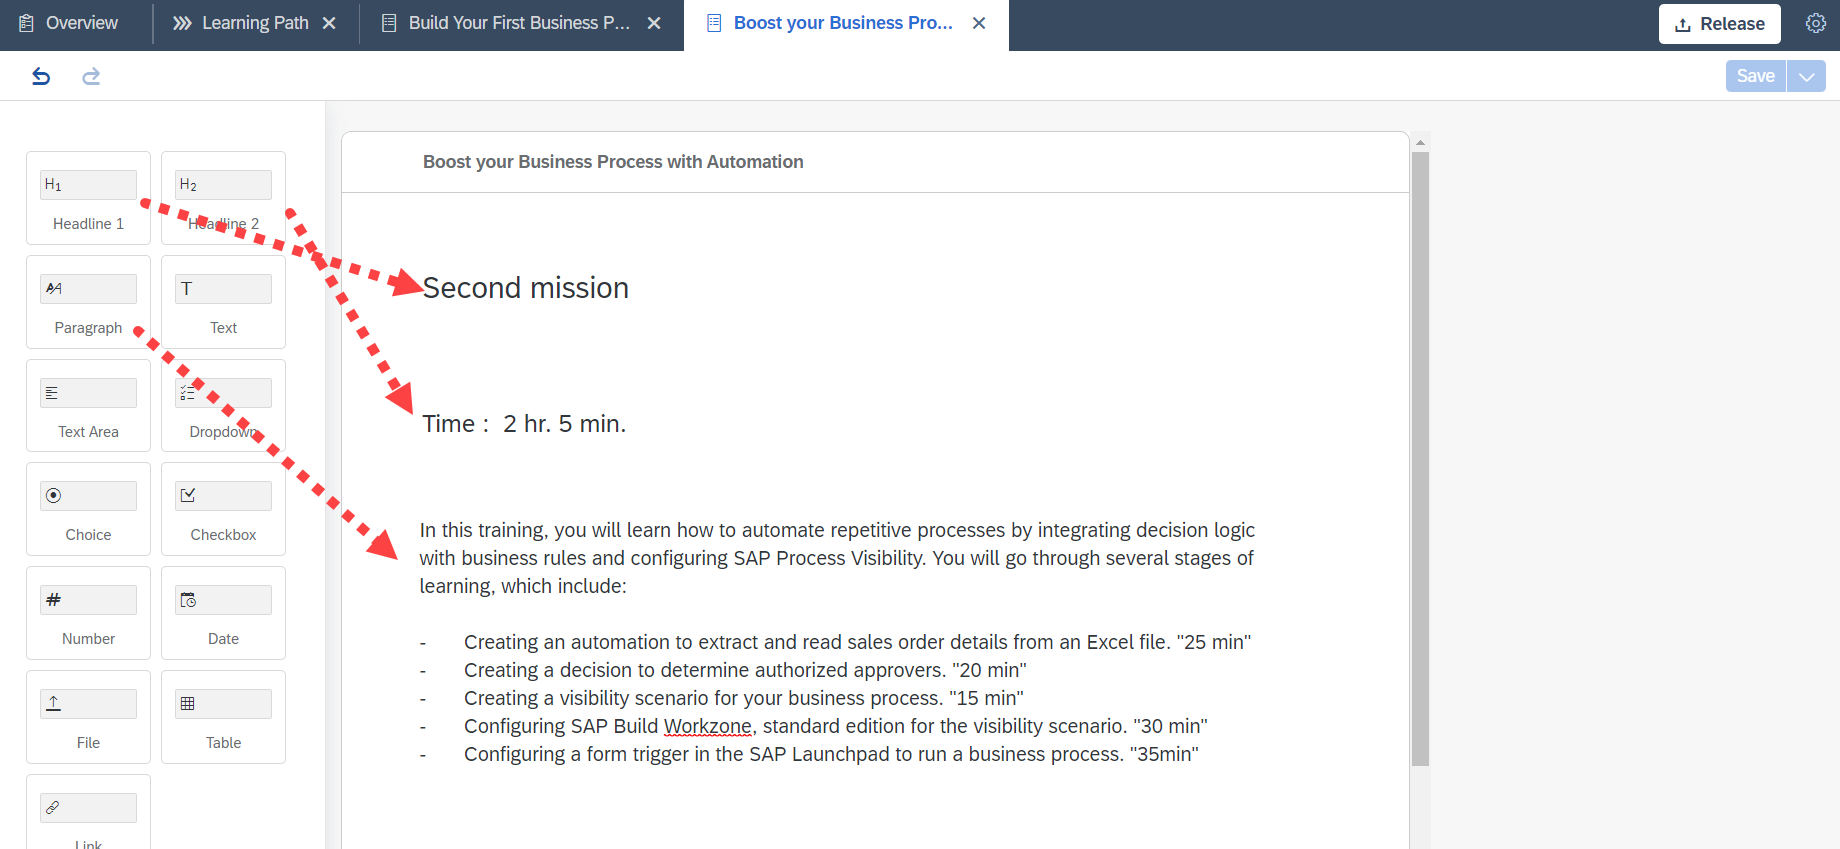 Overview
Learning Path
Build Your First Business P...
Boost your Business Pro...
Release
Save
H1
Headline 1
H2
Headline 2
AA
Paragraph
T
Text
Text Area
Dropdown
Choice
Checkbox
#
Number
Date
File
Table
Link
Boost your Business Process with Automation
Second mission
Time :  2 hr. 5 min.
In this training, you will learn how to automate repetitive processes by integrating decision logic
with business rules and configuring SAP Process Visibility. You will go through several stages of
learning, which include:
- Creating an automation to extract and read sales order details from an Excel file. "25 min"
- Creating a decision to determine authorized approvers. "20 min"
- Creating a visibility scenario for your business process. "15 min"
- Configuring SAP Build Workzone, standard edition for the visibility scenario. "30 min"
- Configuring a form trigger in the SAP Launchpad to run a business process. "35min"